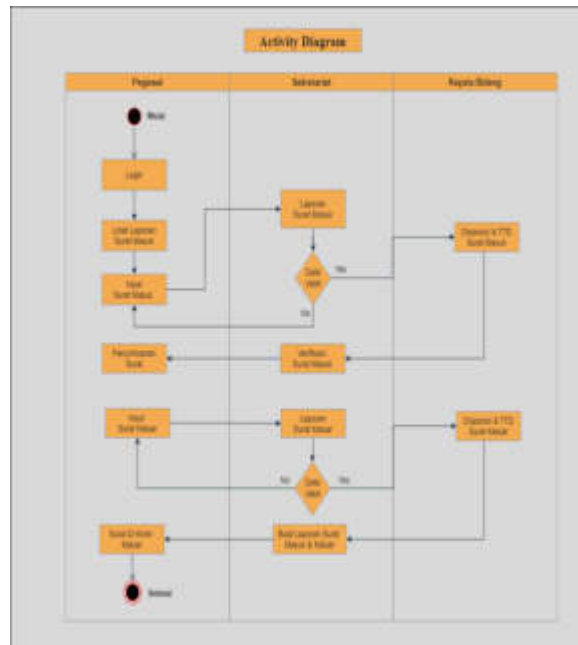 Activity Diagram
Pegawai
Sekretariat
Kepala Bidang
Mulai
Login
Lihat Laporan
Surat Masuk
Input
Surat Masuk
Laporan
Surat Masuk
Data
Valid
Yes
No
Disposisi & TTD
Surat Masuk
Verifikasi
Surat Masuk
Surat
Input
Surat Keluar
Laporan
Surat Keluar
Data
Valid
No
Yes
Disposisi & TTD
Surat Keluar
Buat Laporan Surat
Masuk & Keluar
Surat Di Kirim
Keluar
Selesai